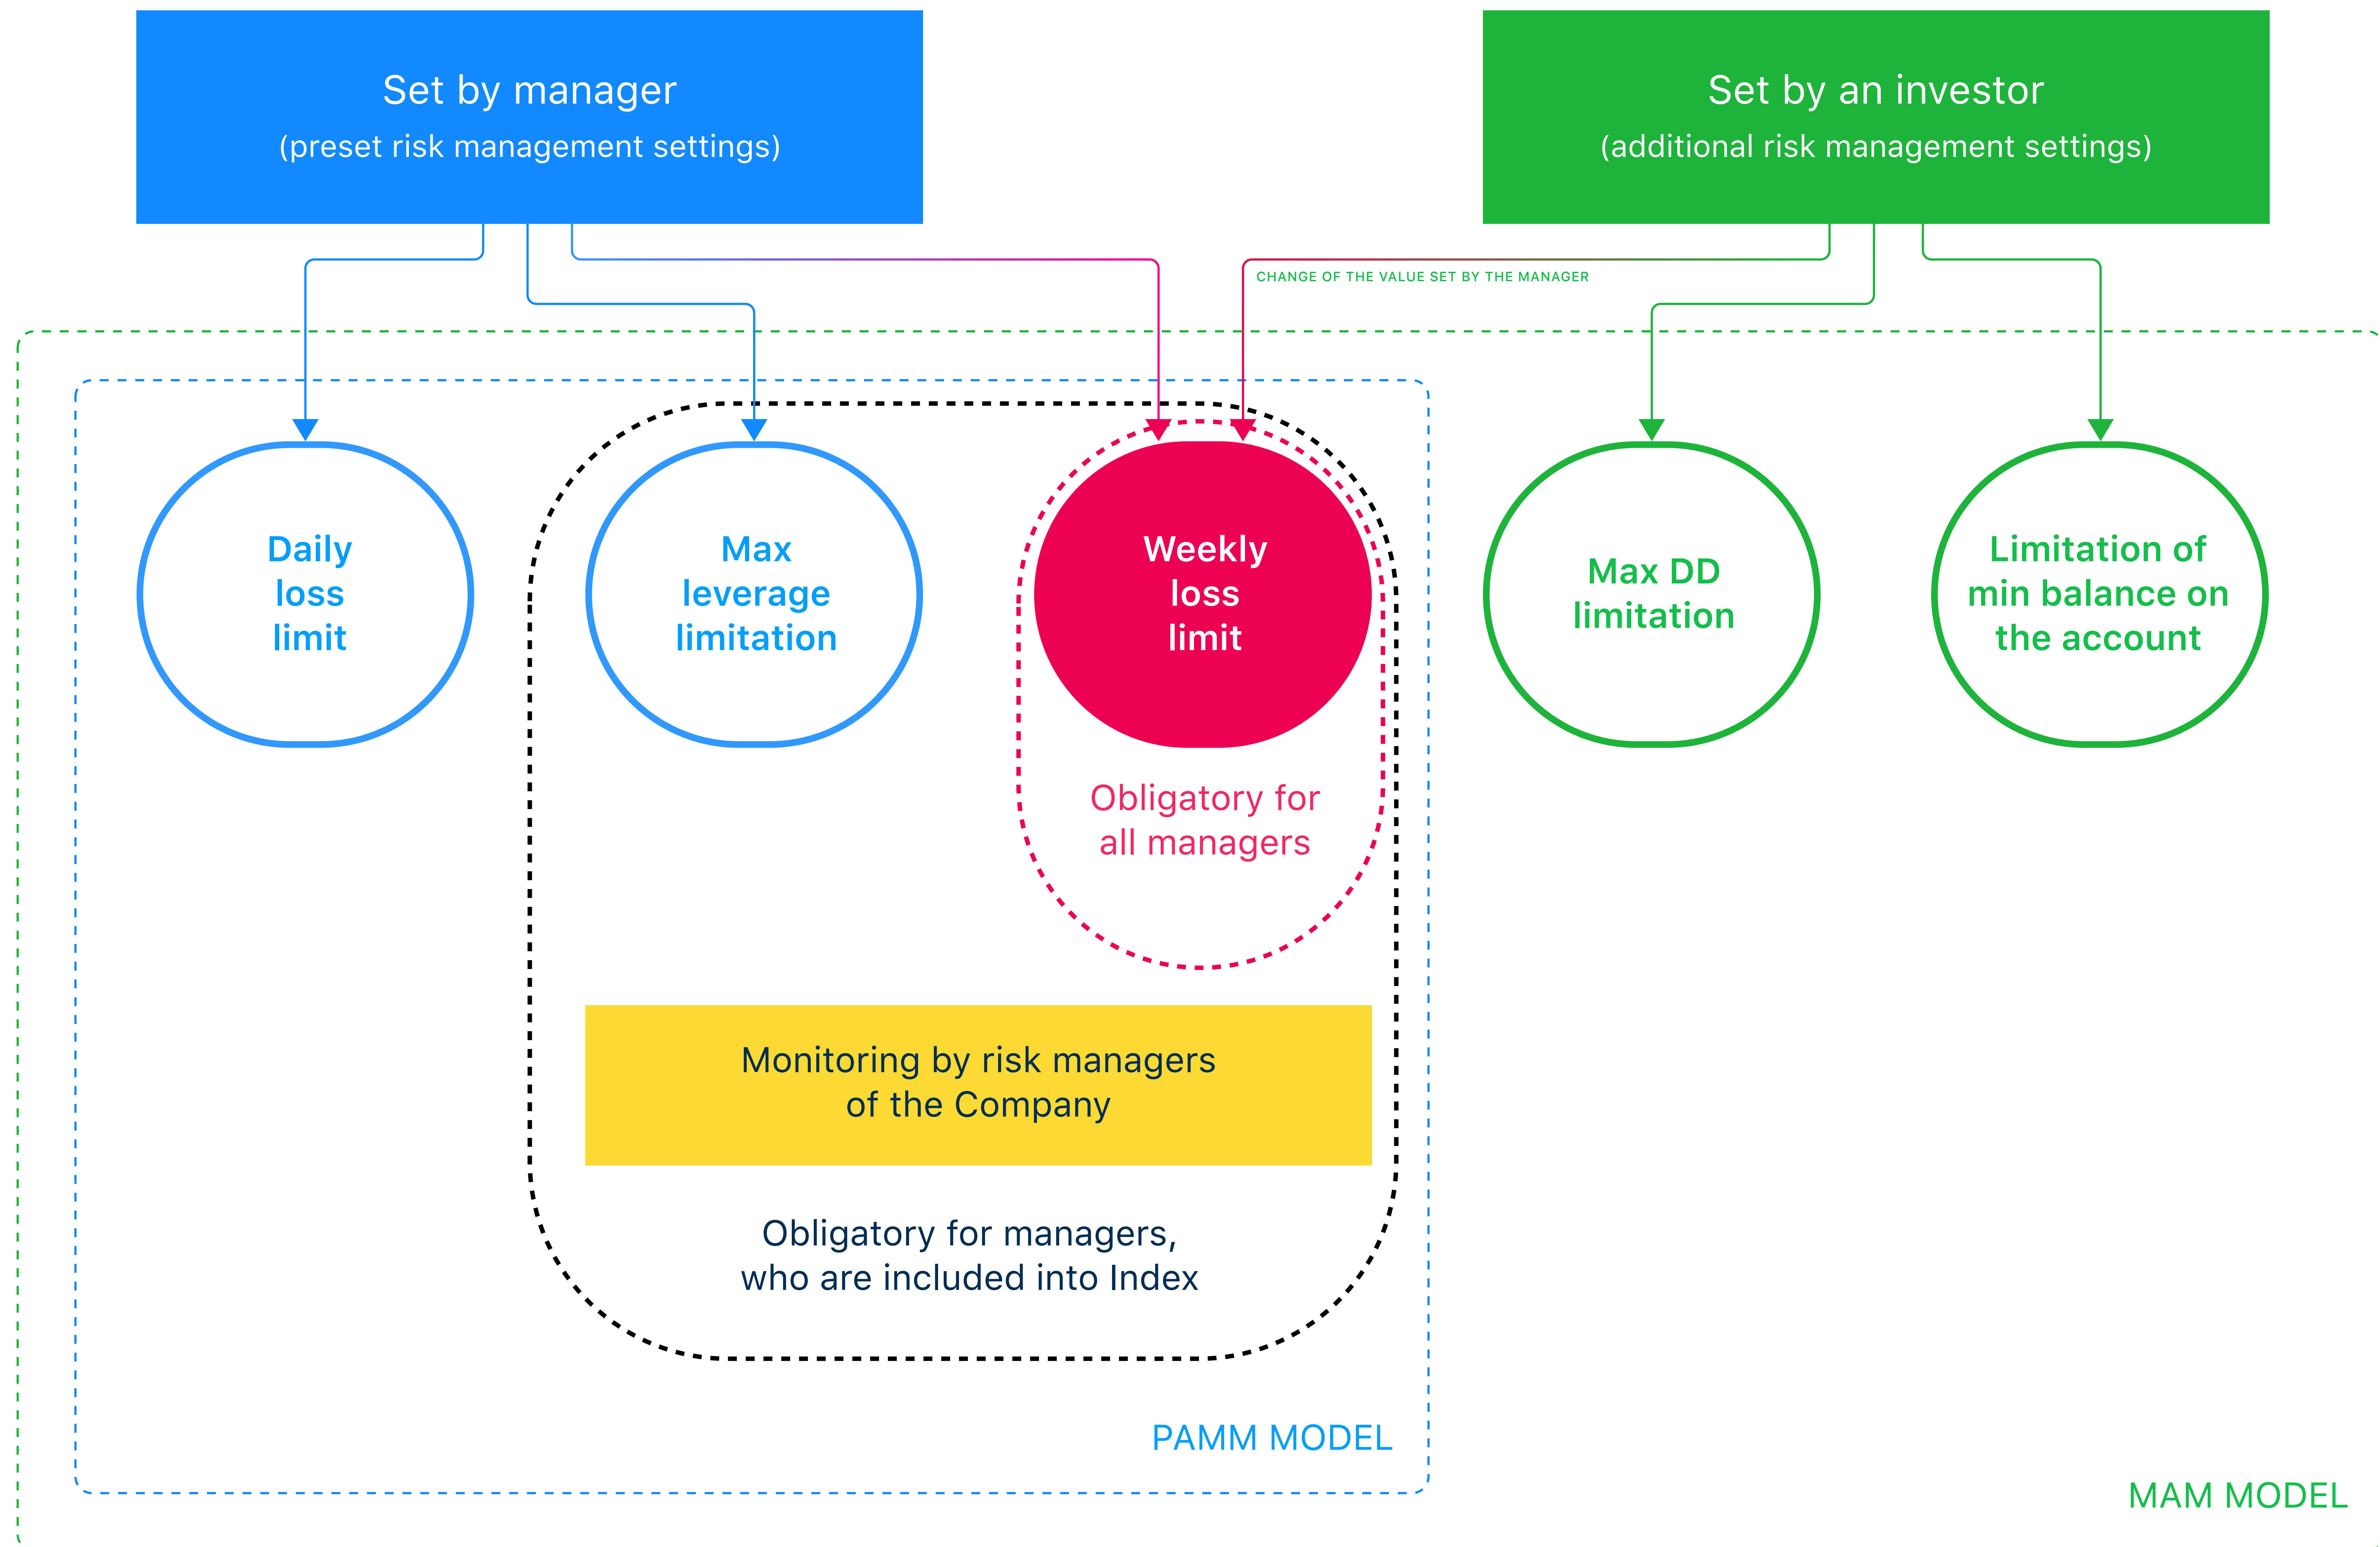 Set by manager
(preset risk management settings)
Set by an investor
(additional risk management settings)
CHANGE OF THE VALUE SET BY THE MANAGER
Daily
loss
limit
Max
leverage
limitation
Weekly
loss
limit
Max DD
limitation
Limitation of
min balance on
the account
Obligatory for
all managers
Monitoring by risk managers
of the Company
Obligatory for managers,
who are included into Index
PAMM MODEL
MAM MODEL